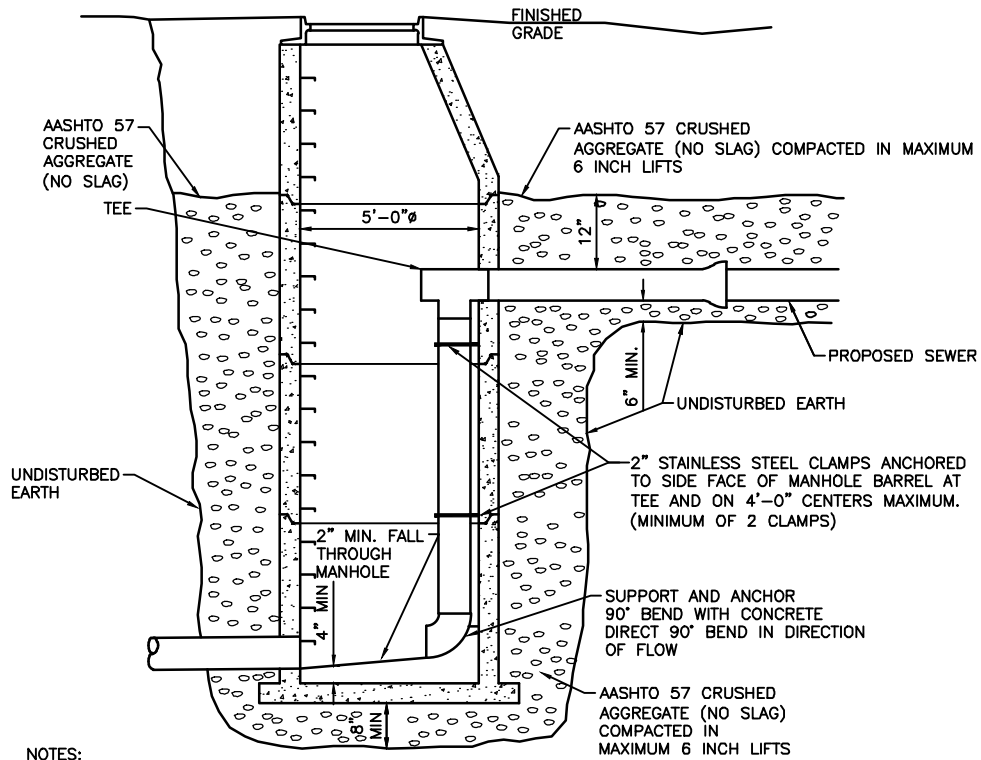 FINISHED
GRADE
AASHTO 57
CRUSHED
AGGREGATE
(NO SLAG)
AASHTO 57 CRUSHED
AGGREGATE (NO SLAG) COMPACTED IN MAXIMUM
6 INCH LIFTS
TEE
5'-0"ø
12"
PROPOSED SEWER
6" MIN.
UNDISTURBED EARTH
UNDISTURBED
EARTH
2" STAINLESS STEEL CLAMPS ANCHORED
TO SIDE FACE OF MANHOLE BARREL AT
TEE AND ON 4'-0" CENTERS MAXIMUM.
(MINIMUM OF 2 CLAMPS)
2" MIN. FALL
THROUGH
MANHOLE
4" MIN
SUPPORT AND ANCHOR
90° BEND WITH CONCRETE
DIRECT 90° BEND IN DIRECTION
OF FLOW
AASHTO 57 CRUSHED
AGGREGATE (NO SLAG)
COMPACTED IN
MAXIMUM 6 INCH LIFTS
8"
MIN
NOTES: